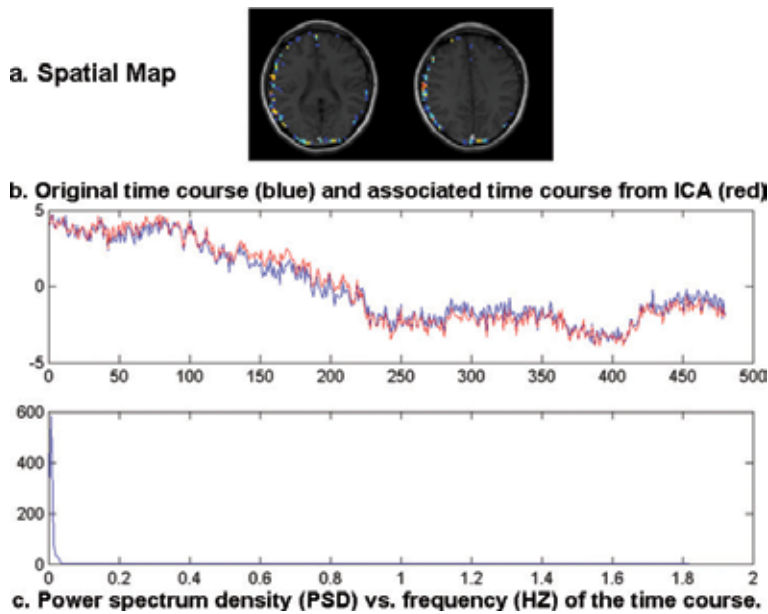 a. Spatial Map
b. Original time course (blue) and associated time course from ICA (red)
5
0
-5
0 50 100 150 200 250 300 350 400 450 500
600
400
200
0
0 0.2 0.4 0.6 0.8 1 1.2 1.4 1.6 1.8 2
c. Power spectrum density (PSD) vs. frequency (HZ) of the time course.